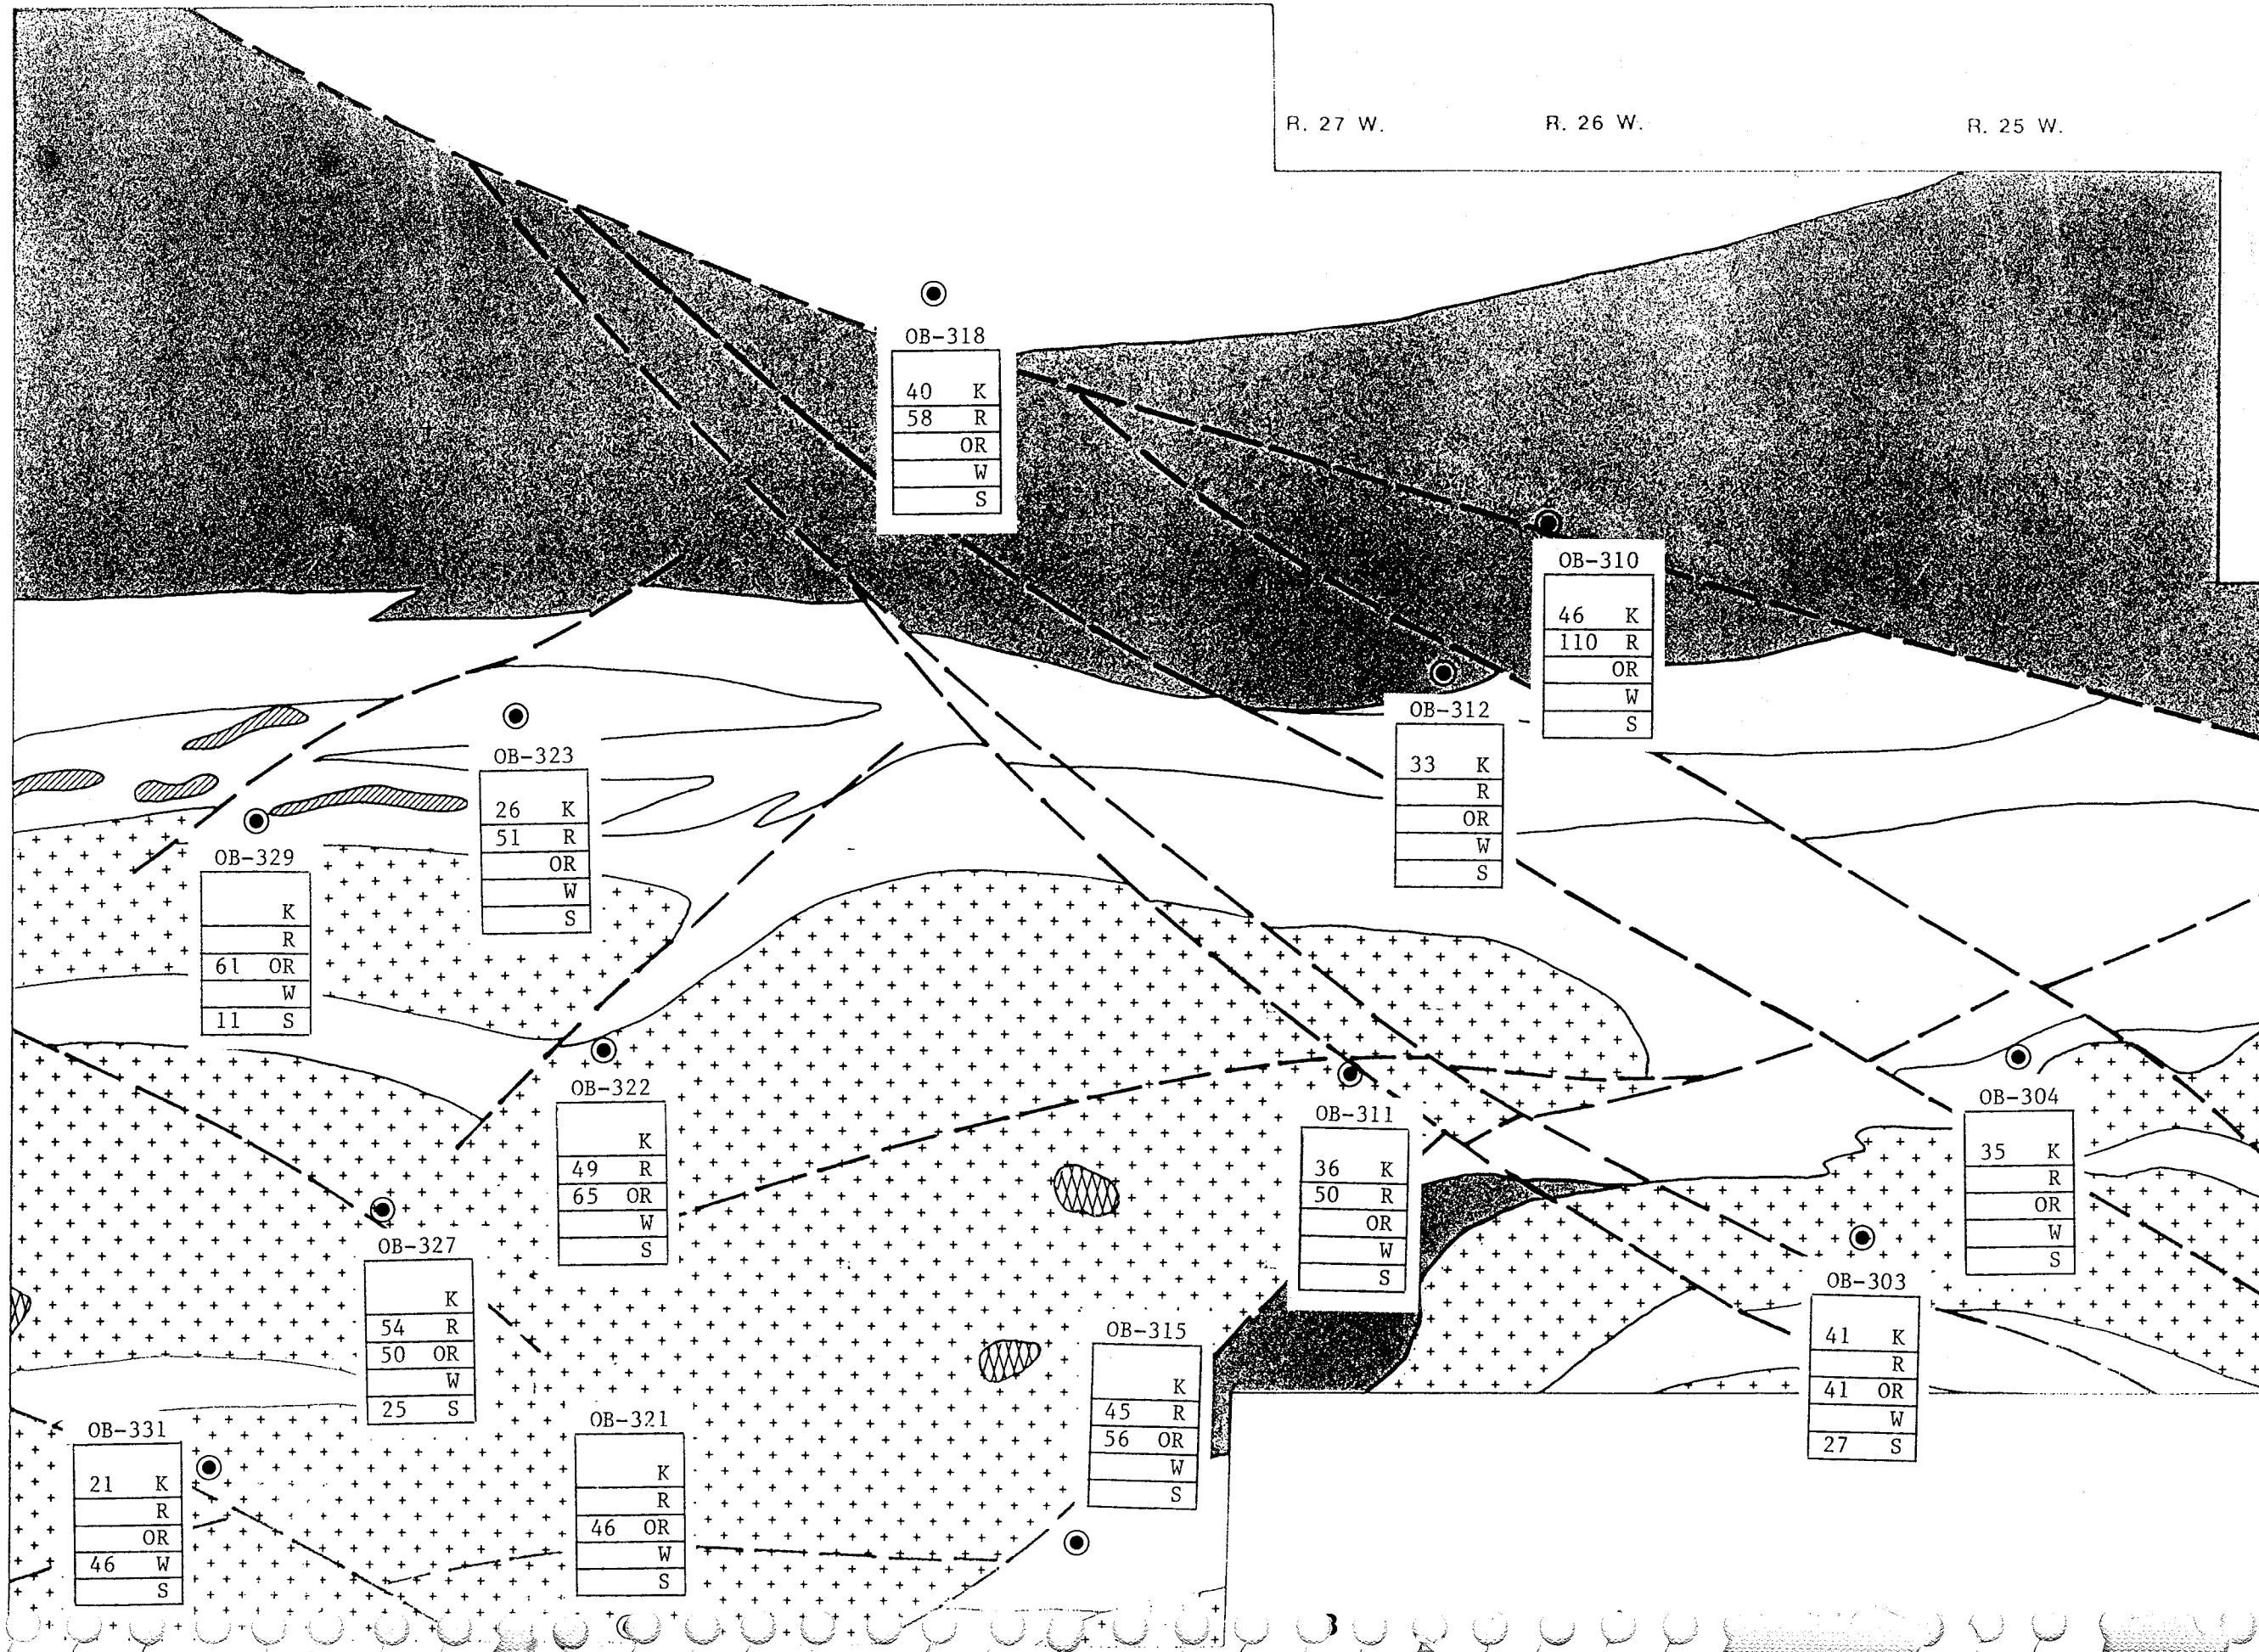 R. 27 W. R. 26 W. R. 25 W.
OB-318
40 K
58 R
OR
W
S
OB-310
46 K
110 R
OR
W
S
OB-312
33 K
R
OR
W
S
OB-323
26 K
51 R
OR
W
S
OB-329
K
R
61 OR
W
11 S
OB-322
K
49 R
65 OR
W
S
OB-311
36 K
50 R
OR
W
S
OB-304
35 K
R
OR
W
S
OB-327
K
54 R
50 OR
W
25 S
OB-303
41 K
R
41 OR
W
27 S
OB-315
K
45 R
56 OR
W
S
OB-321
K
R
46 OR
W
S
OB-331
21 K
R
OR
46 W
S